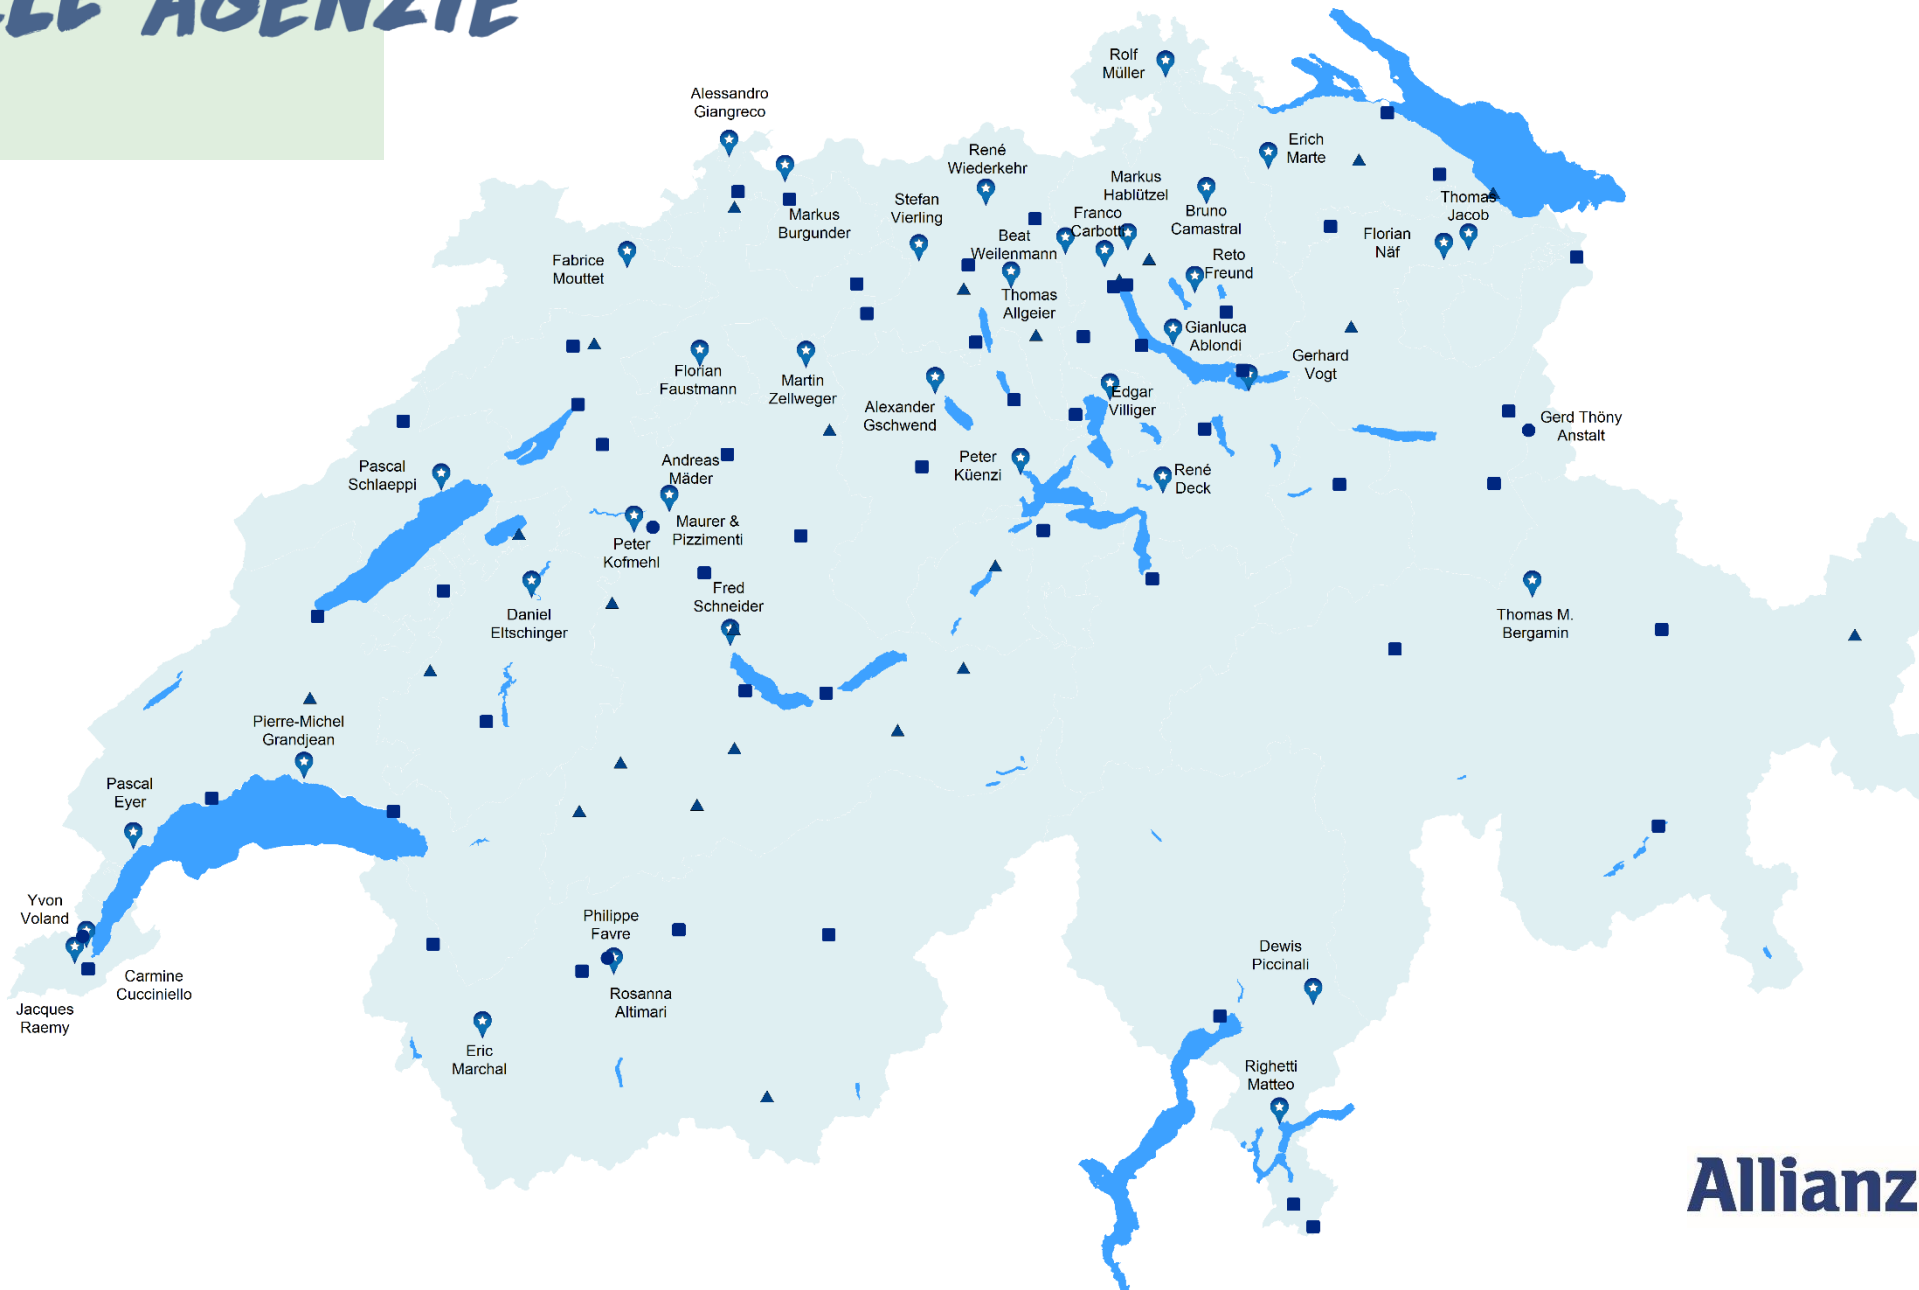 AGENZIE
Rolf
Müller
Alessandro
Giangreco
Erich
Marte
René
Wiederkehr
Markus
Hablützel
Stefan
Vierling
Thomas
Jacob
Markus
Burgunder
Franco
Carbotti
Bruno
Camastral
Florian
Näf
Beat
Weilenmann
Fabrice
Mouttet
Reto
Freund
Thomas
Allgeier
Gianluca
Ablondi
Gerhard
Vogt
Florian
Faustmann
Martin
Zellweger
Edgar
Villiger
Alexander
Gschwend
Gerd Thöny
Anstalt
Pascal
Schlaeppi
Andreas
Mäder
Peter
Küenzi
René
Deck
Maurer &
Pizzimenti
Peter
Kofmehl
Fred
Schneider
Daniel
Eltschinger
Thomas M.
Bergamin
Pierre-Michel
Grandjean
Pascal
Eyer
Yvon
Voland
Philippe
Favre
Dewis
Piccinali
Carmine
Cucciniello
Rosanna
Altimari
Jacques
Raemy
Eric
Marchal
Righetti
Matteo
Allianz